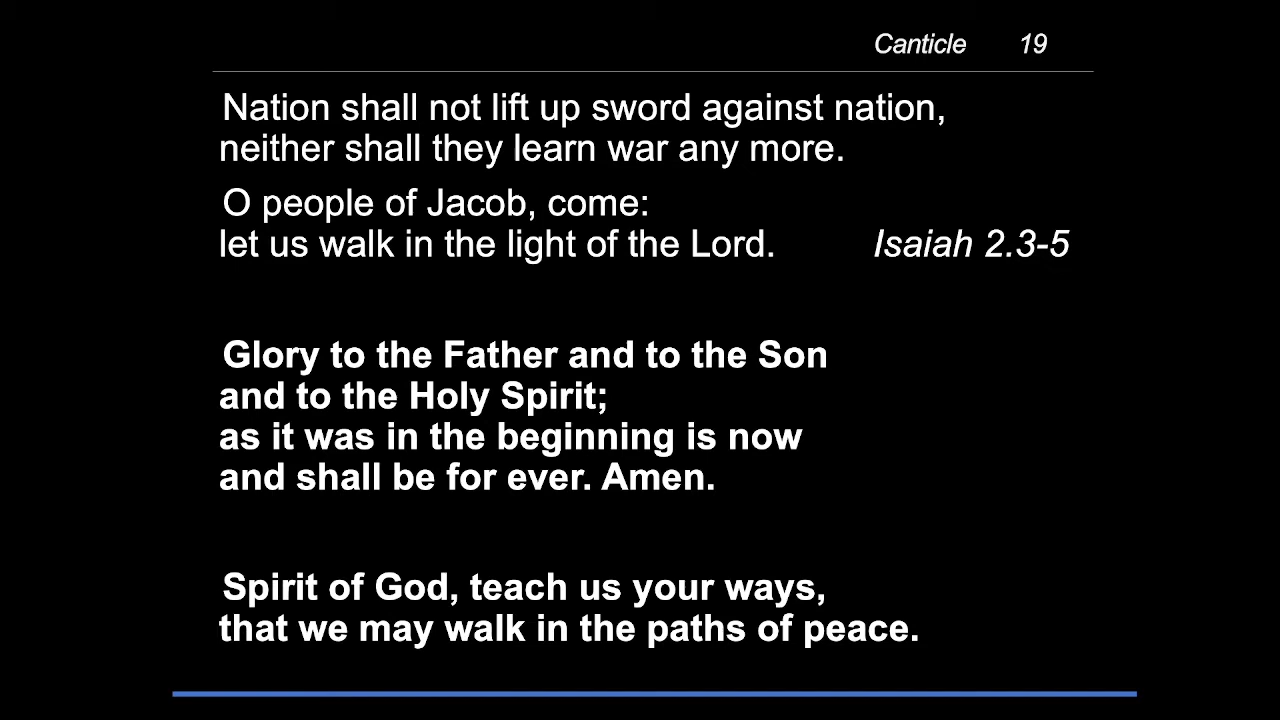 Canticle 19
Nation shall not lift up sword against nation,
neither shall they learn war any more.
O people of Jacob, come:
let us walk in the light of the Lord. Isaiah 2.3-5
Glory to the Father and to the Son
and to the Holy Spirit;
as it was in the beginning is now
and shall be for ever. Amen.
Spirit of God, teach us your ways,
that we may walk in the paths of peace.